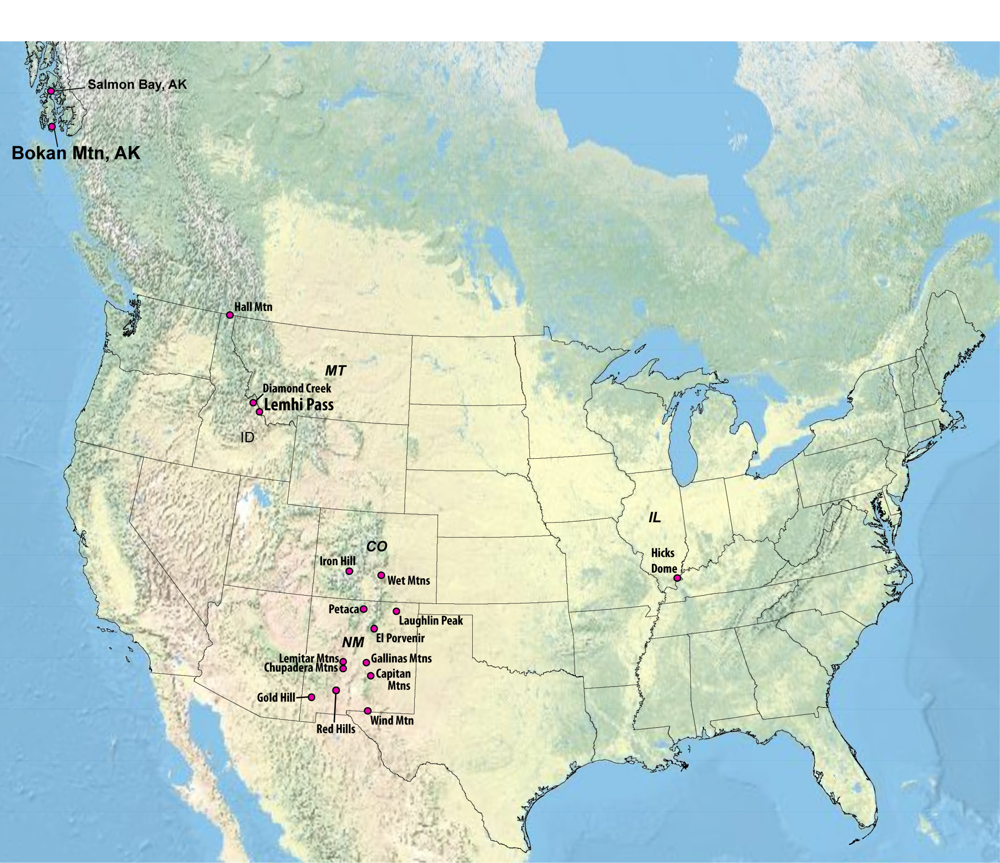 Salmon Bay, AK
Bokan Mtn, AK
Hall Mtn
MT
Diamond Creek
Lemhi Pass
ID
IL
CO
Hicks
Dome
Iron Hill
Wet Mtns
Petaca
Laughlin Peak
El Porvenir
NM
Lemitar Mtns
Gallinas Mtns
Chupadera Mtns
Capitan
Mtns
Gold Hill
Wind Mtn
Red Hills